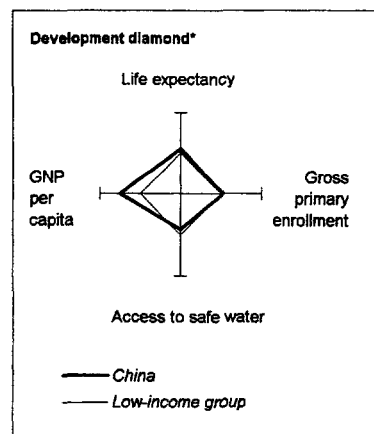 Development diamond*
Life expectancy
GNP
per
capita
Gross
primary
enrollment
Access to safe water
China
Low-income group